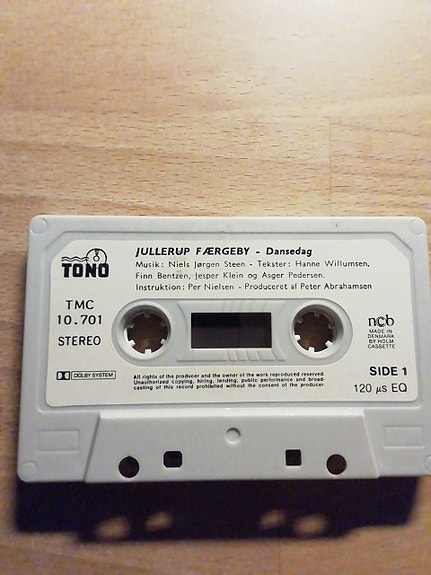 JULLERUP FÆRGEBY - Dansedag
Musik: Niels Jørgen Steen - Tekster: Hanne Willumsen,
Finn Bentzen, Jesper Klein og Asger Pedersen.
Instruktion: Per Nielsen - Produceret af Peter Abrahamsen
TONO
TMC
10.701
STEREO
ncb
MADE IN
DENMARK
BY HOLM
CASSETTE
DOLBY SYSTEM
All rights of the producer and the owner of the work reproduced reserved.
Unauthorized copying, hiring, lending, public performance and broad-
casting of this record prohibited without the consent of the producer.
SIDE 1
120 µs EQ